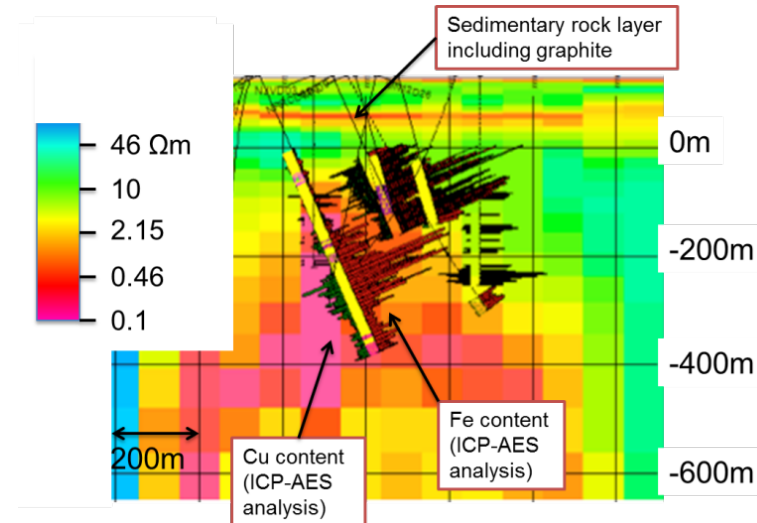 Sedimentary rock layer
including graphite
46 Ωm
10
2.15
0.46
0.1
0m
-200m
-400m
-600m
200m
Cu content
(ICP-AES
analysis)
Fe content
(ICP-AES
analysis)